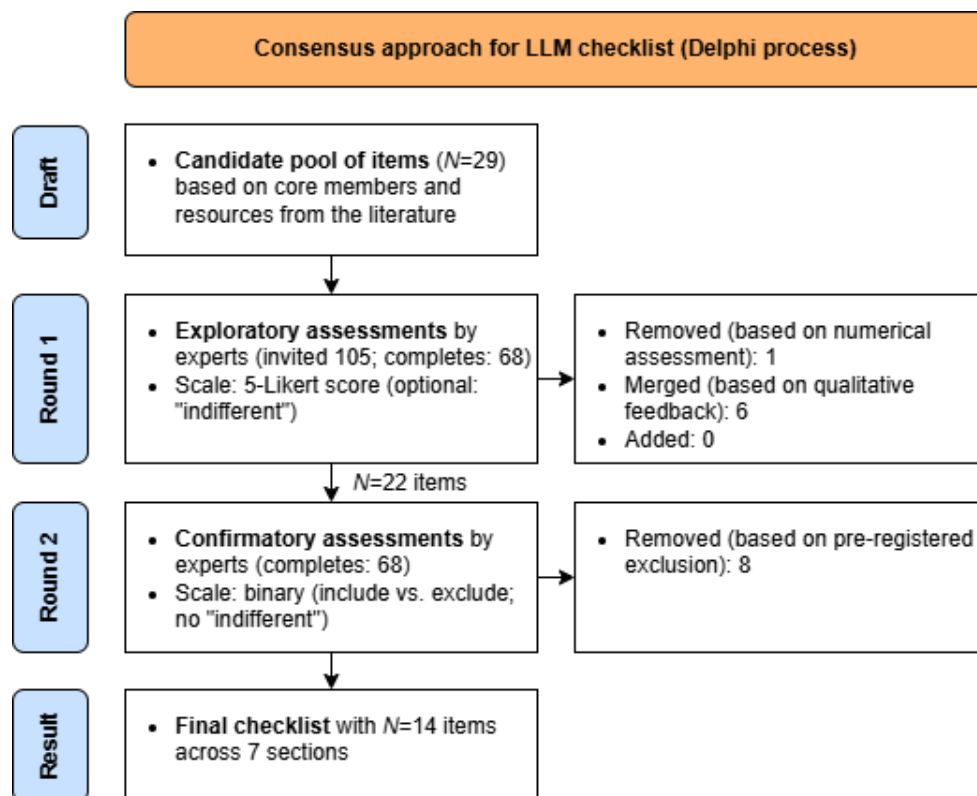 Consensus approach for LLM checklist (Delphi process)
Draft
• Candidate pool of items (N=29)
based on core members and
resources from the literature
Round 1
• Exploratory assessments by
experts (invited 105; completes: 68)
• Scale: 5-Likert score (optional:
"indifferent")
• Removed (based on numerical
assessment): 1
• Merged (based on qualitative
feedback): 6
• Added: 0
N=22 items
Round 2
• Confirmatory assessments by
experts (completes: 68)
• Scale: binary (include vs. exclude;
no "indifferent")
• Removed (based on pre-registered
exclusion): 8
Result
• Final checklist with N=14 items
across 7 sections